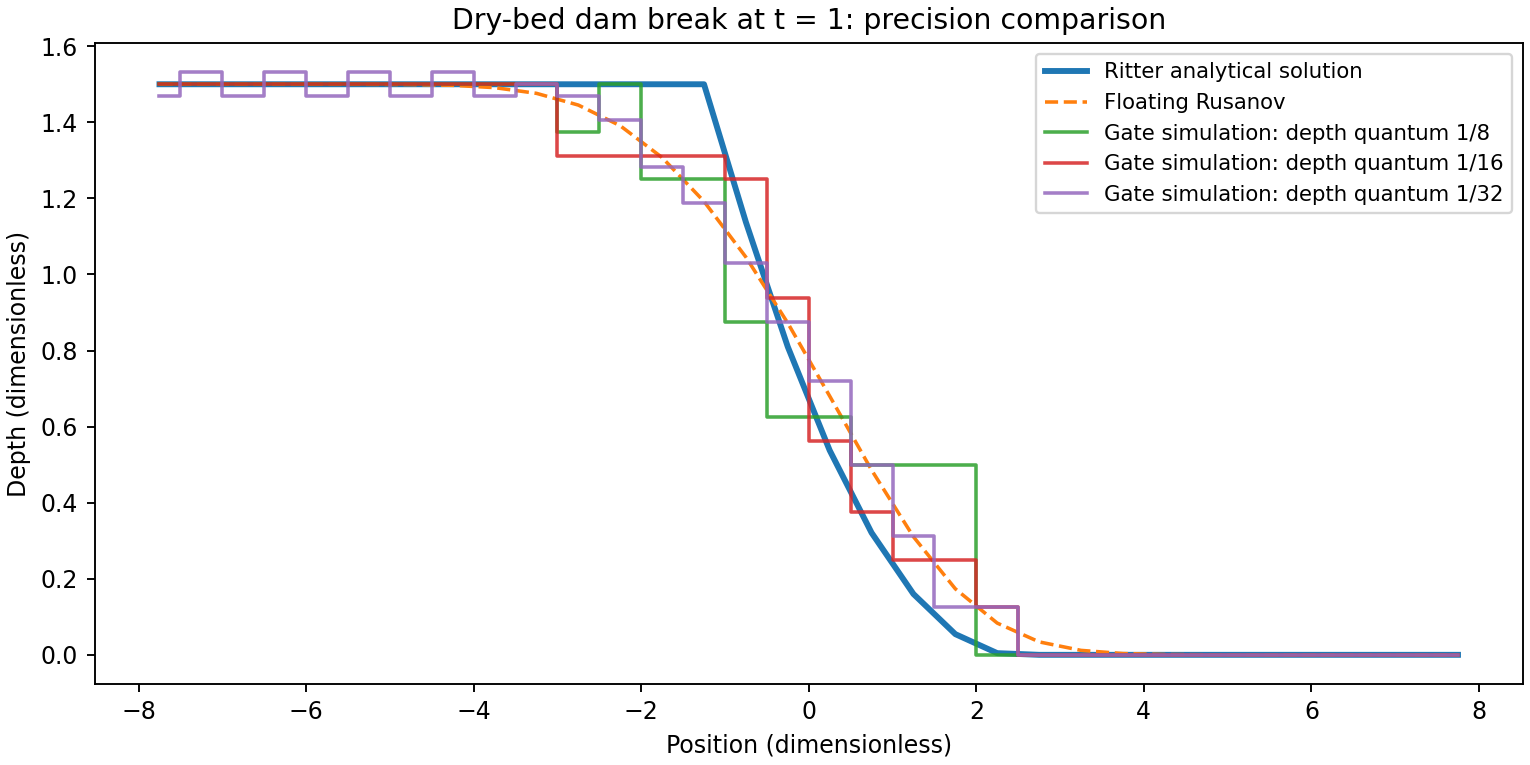 Dry-bed dam break at t = 1: precision comparison
Ritter analytical solution
Floating Rusanov
Gate simulation: depth quantum 1/8
Gate simulation: depth quantum 1/16
Gate simulation: depth quantum 1/32
Depth (dimensionless)
1.6
1.4
1.2
1.0
0.8
0.6
0.4
0.2
0.0
−8 −6 −4 −2 0 2 4 6 8
Position (dimensionless)